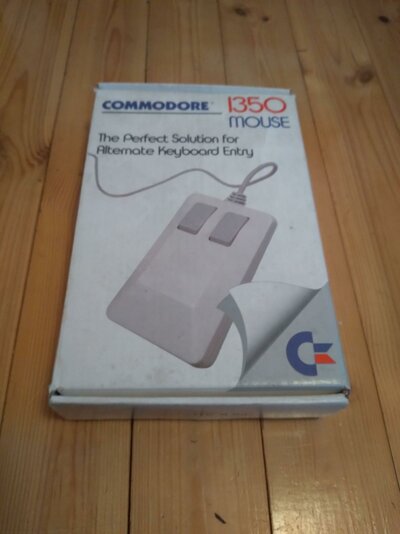 COMMODORE
1350
MOUSE
The Perfect Solution for
Alternate Keyboard Entry